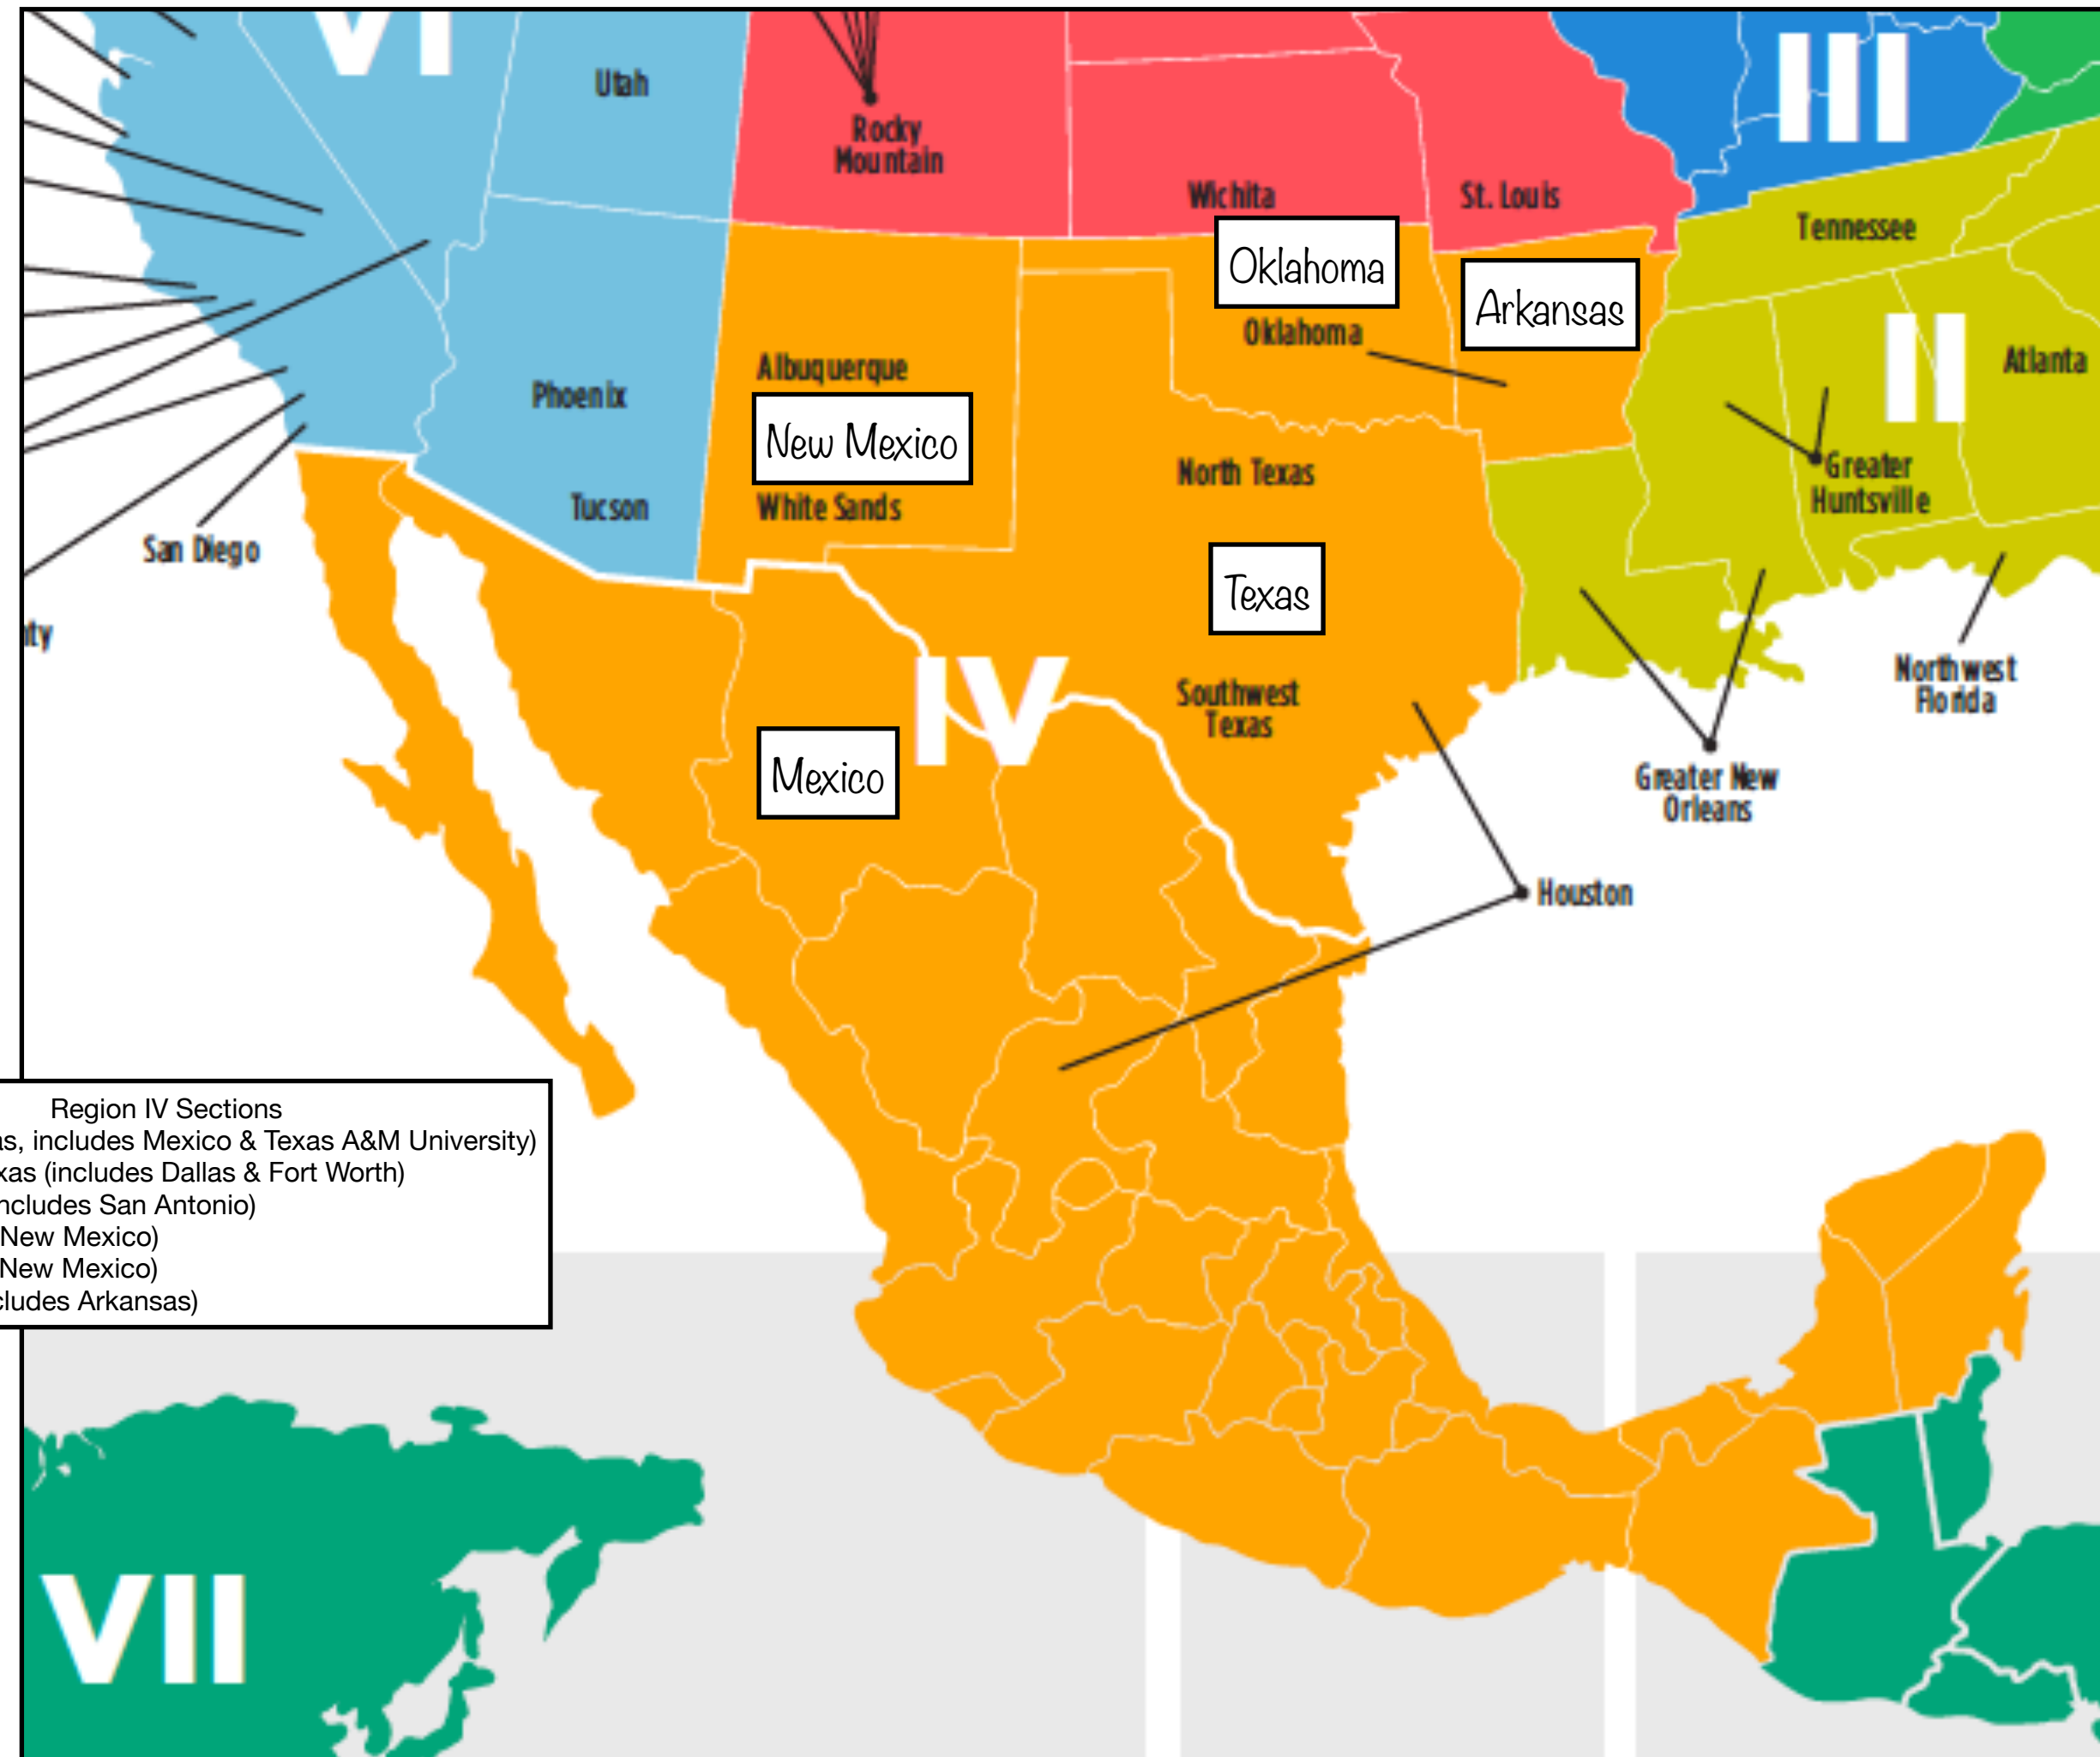 VI
Utah
Rocky
Mountain
Wichita
St. Louis
III
Tennessee
Oklahoma
Arkansas
Oklahoma
II
Atlanta
Albuquerque
New Mexico
White Sands
Phoenix
Tucson
North Texas
Greater
Huntsville
San Diego
Texas
Northwest
Florida
IV
Southwest
Texas
Mexico
Greater New
Orleans
Houston
Region IV Sections
includes Mexico & Texas A&M University)
(includes Dallas & Fort Worth)
San Antonio)
New Mexico)
New Mexico)
Arkansas)
VII